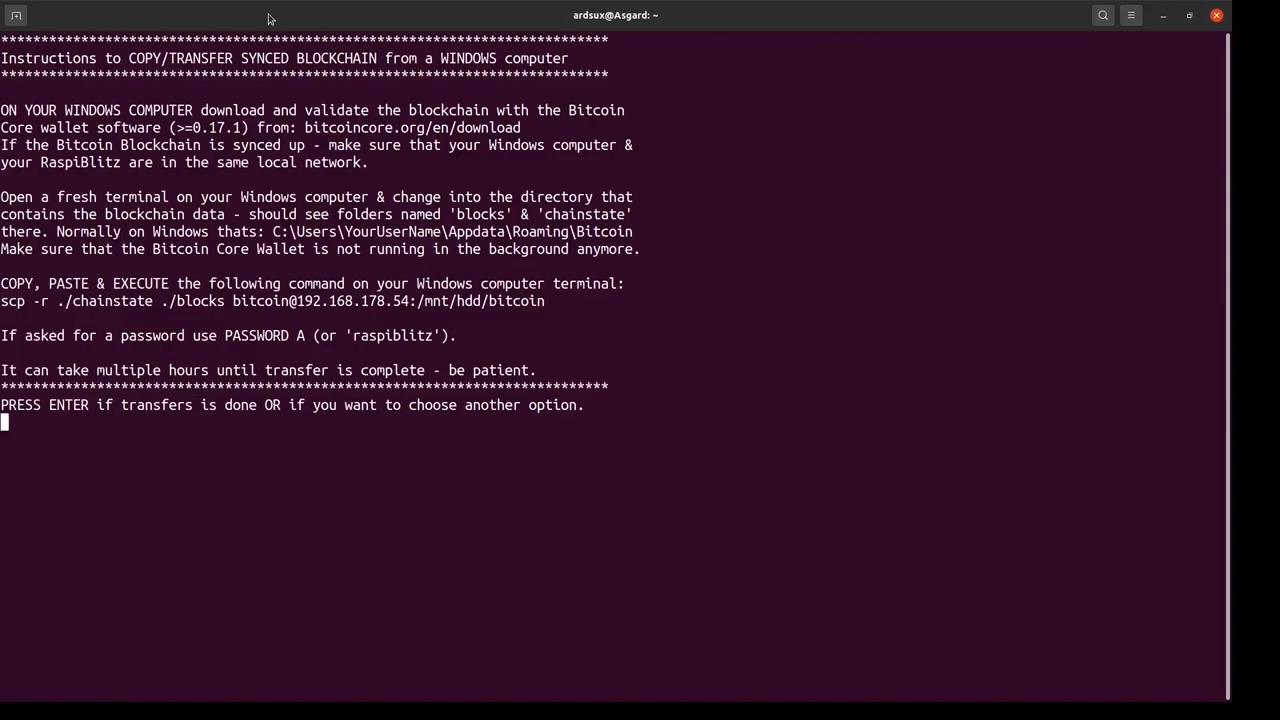 ardsux@Asgard: ~
****************************************************************************
Instructions to COPY/TRANSFER SYNCED BLOCKCHAIN from a WINDOWS computer
****************************************************************************
ON YOUR WINDOWS COMPUTER download and validate the blockchain with the Bitcoin
Core wallet software (>=0.17.1) from: bitcoincore.org/en/download
If the Bitcoin Blockchain is synced up - make sure that your Windows computer &
your RaspiBlitz are in the same local network.
Open a fresh terminal on your Windows computer & change into the directory that
contains the blockchain data - should see folders named 'blocks' & 'chainstate'
there. Normally on Windows thats: C:\Users\YourUserName\Appdata\Roaming\Bitcoin
Make sure that the Bitcoin Core Wallet is not running in the background anymore.
COPY, PASTE & EXECUTE the following command on your Windows computer terminal:
scp -r ./chainstate ./blocks bitcoin@192.168.178.54:/mnt/hdd/bitcoin
If asked for a password use PASSWORD A (or 'raspiblitz').
It can take multiple hours until transfer is complete - be patient.
****************************************************************************
PRESS ENTER if transfers is done OR if you want to choose another option.